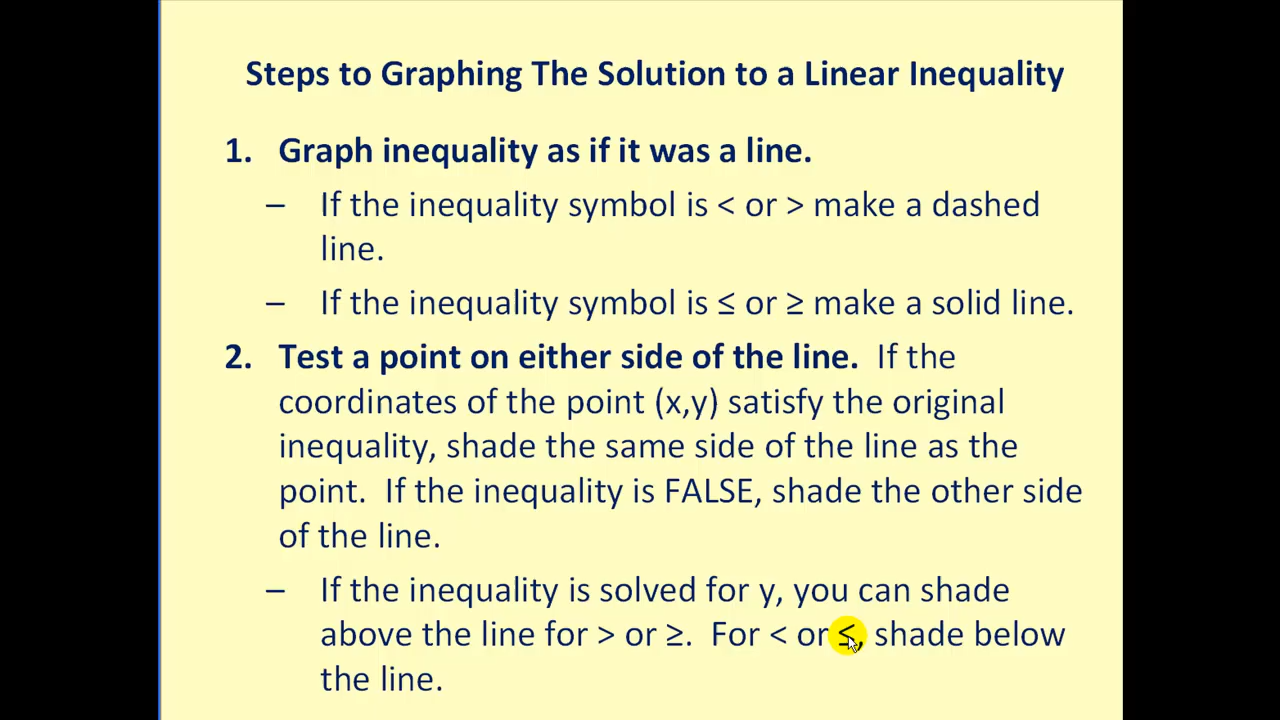 Steps to Graphing The Solution to a Linear Inequality
1. Graph inequality as if it was a line.
– If the inequality symbol is < or > make a dashed
line.
– If the inequality symbol is ≤ or ≥ make a solid line.
2. Test a point on either side of the line. If the
coordinates of the point (x,y) satisfy the original
inequality, shade the same side of the line as the
point. If the inequality is FALSE, shade the other side
of the line.
– If the inequality is solved for y, you can shade
above the line for > or ≥. For < or ≤, shade below
the line.